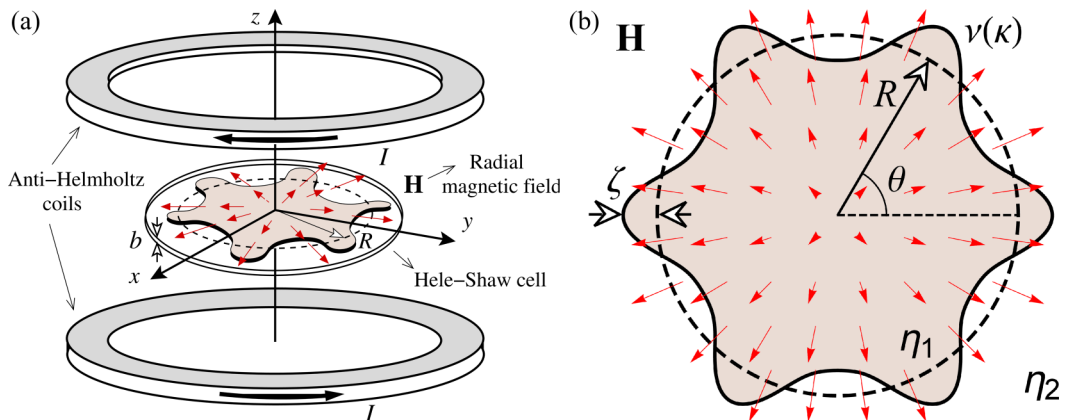 (a)
z
Anti−Helmholtz
coils
I
H
Radial
magnetic field
b
x
R
y
Hele−Shaw cell
I
(b)
H
ν(κ)
R
ζ
θ
η1
η2